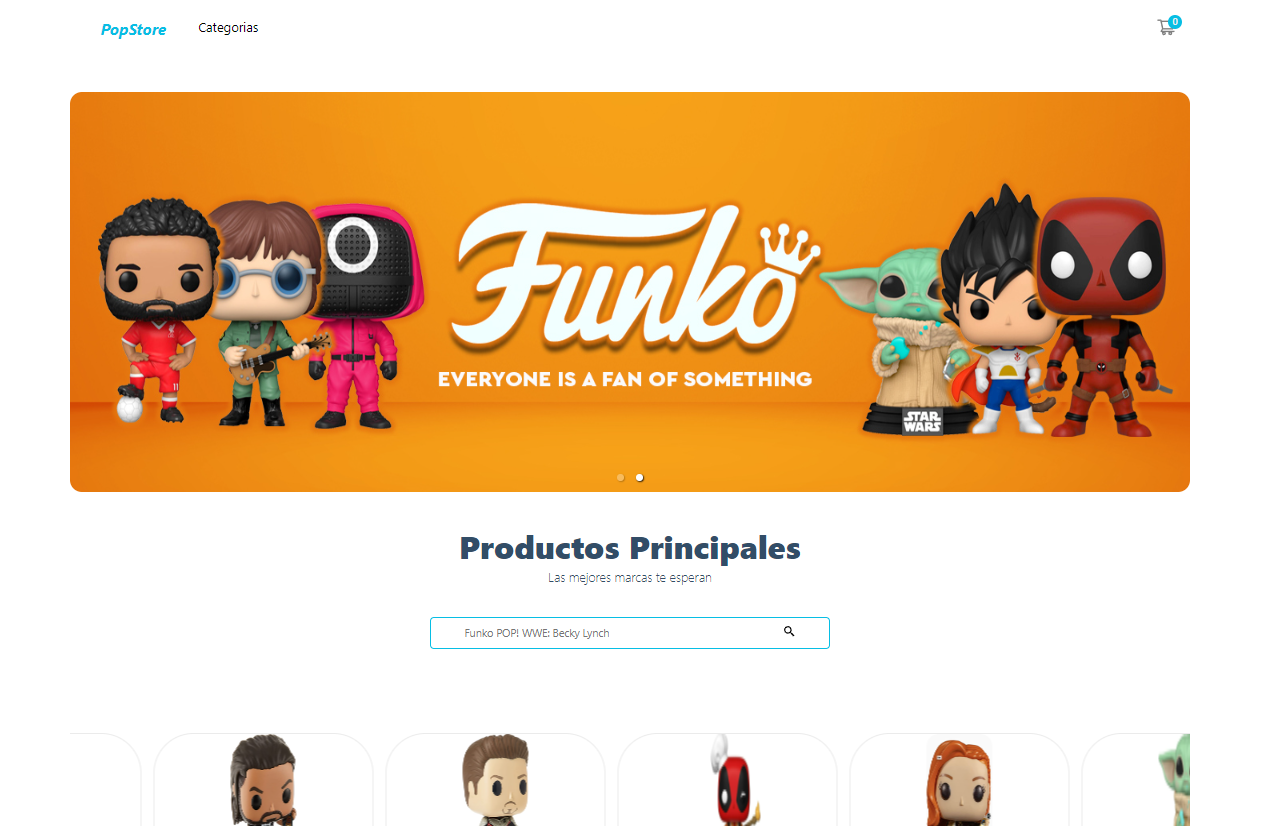 PopStore
Categorias
0
Funko
EVERYONE IS A FAN OF SOMETHING
11
STAR
WARS
Productos Principales
Las mejores marcas te esperan
Funko POP! WWE: Becky Lynch